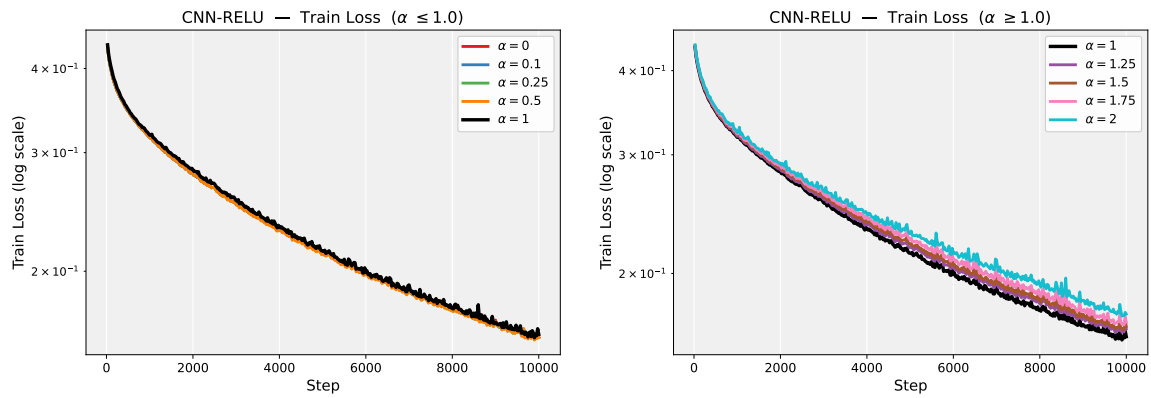 CNN-RELU — Train Loss (α ≤ 1.0)
Train Loss (log scale)
4 × 10⁻¹
3 × 10⁻¹
2 × 10⁻¹
α = 0
α = 0.1
α = 0.25
α = 0.5
α = 1
0 2000 4000 6000 8000 10000
Step
CNN-RELU — Train Loss (α ≥ 1.0)
Train Loss (log scale)
4 × 10⁻¹
3 × 10⁻¹
2 × 10⁻¹
α = 1
α = 1.25
α = 1.5
α = 1.75
α = 2
0 2000 4000 6000 8000 10000
Step